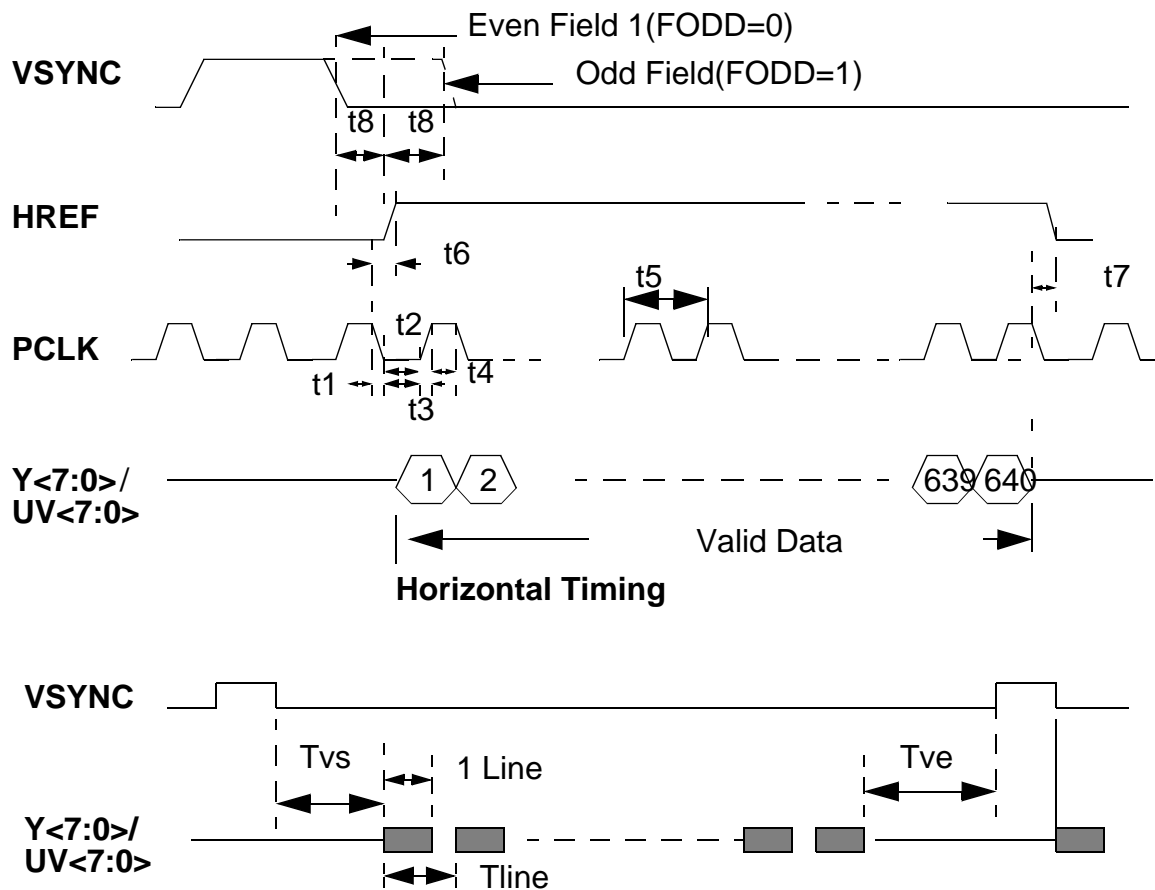 Even Field 1(FODD=0)
VSYNC
Odd Field(FODD=1)
t8
t8
HREF
t6
t5
t7
PCLK
t2
t1
t4
t3
Y<7:0>/
UV<7:0>
1
2
639
640
Valid Data
Horizontal Timing
VSYNC
Tvs
1 Line
Tve
Y<7:0>/
UV<7:0>
Tline